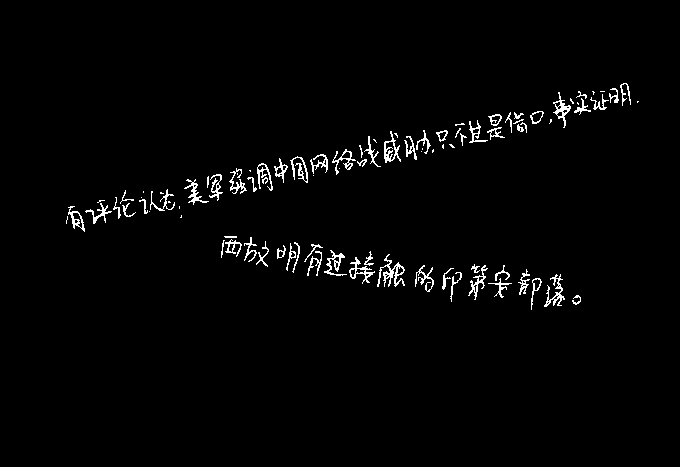 有评论认为,美军强调中国网络战威胁,只不过是借口,事实证明.
西方明有过接触的印第安部落。